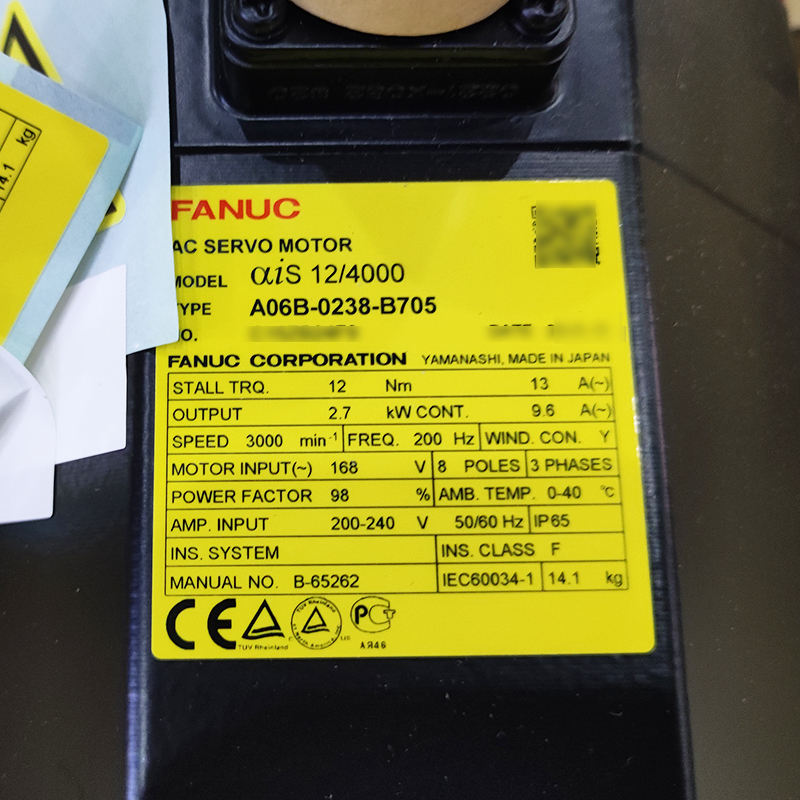 kg
14.1
FANUC
AC SERVO MOTOR
MODEL αiS 12/4000
TYPE A06B-0238-B705
O.
FANUC CORPORATION YAMANASHI, MADE IN JAPAN
STALL TRQ. 12 Nm 13 A(~)
OUTPUT 2.7 kW CONT. 9.6 A(~)
SPEED 3000 min⁻¹ FREQ. 200 Hz WIND. CON. Y
MOTOR INPUT(~) 168 V 8 POLES 3 PHASES
POWER FACTOR 98 % AMB. TEMP. 0-40 ℃
AMP. INPUT 200-240 V 50/60 Hz IP65
INS. SYSTEM INS. CLASS F
MANUAL NO. B-65262 IEC60034-1 14.1 kg
CE
TÜV Rheinland
PCT
АЯ46